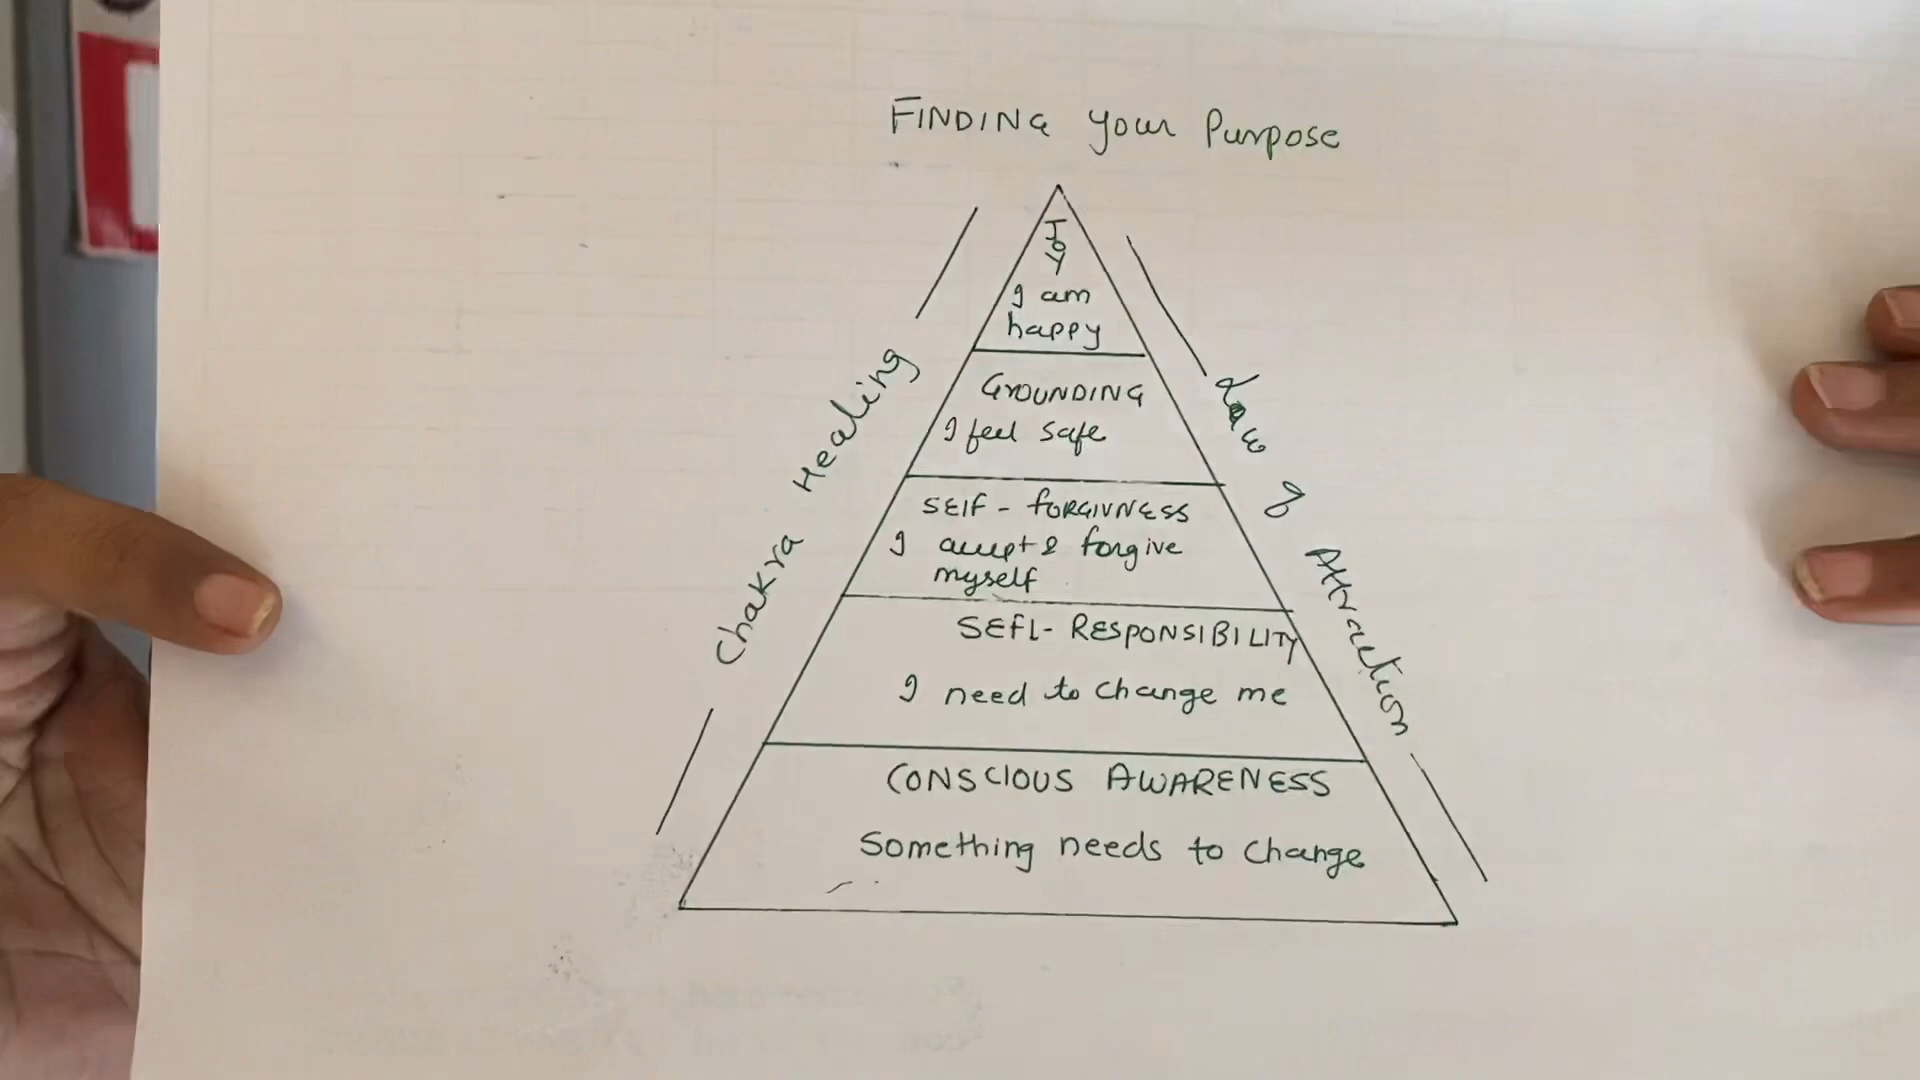 FINDING your Purpose
JOY
I am
happy
GROUNDING
I feel safe
SElF - FORGIVNESS
I accept & forgive
myself
SEFL - RESPONSIBILITY
I need to change me
CONSCIOUS AWARENESS
Something needs to change
Chakra Healing
Law of Attraction